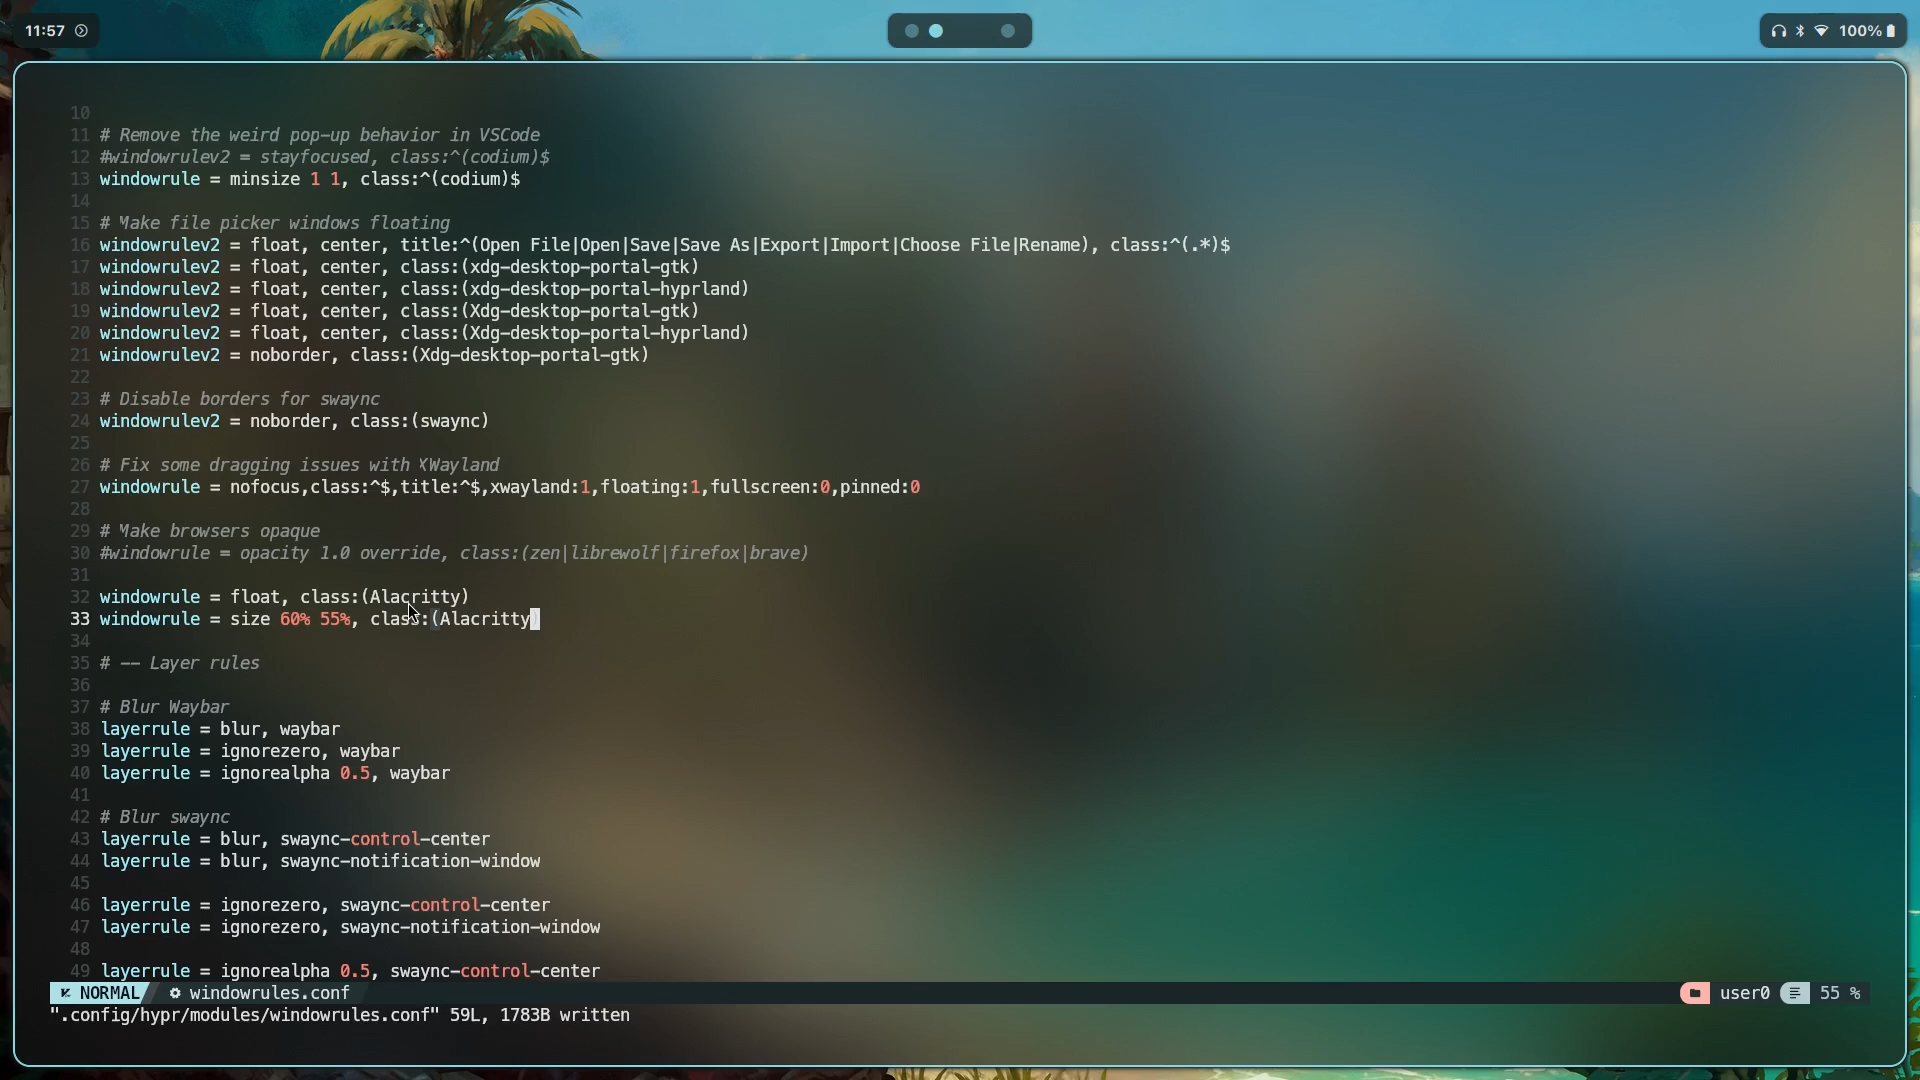 11:57
100%
10
11 # Remove the weird pop-up behavior in VSCode
12 #windowrulev2 = stayfocused, class:^(codium)$
13 windowrule = minsize 1 1, class:^(codium)$
14
15 # Make file picker windows floating
16 windowrulev2 = float, center, title:^(Open File|Open|Save|Save As|Export|Import|Choose File|Rename), class:^(.*)$
17 windowrulev2 = float, center, class:(xdg-desktop-portal-gtk)
18 windowrulev2 = float, center, class:(xdg-desktop-portal-hyprland)
19 windowrulev2 = float, center, class:(Xdg-desktop-portal-gtk)
20 windowrulev2 = float, center, class:(Xdg-desktop-portal-hyprland)
21 windowrulev2 = noborder, class:(Xdg-desktop-portal-gtk)
22
23 # Disable borders for swaync
24 windowrulev2 = noborder, class:(swaync)
25
26 # Fix some dragging issues with XWayland
27 windowrule = nofocus,class:^$,title:^$,xwayland:1,floating:1,fullscreen:0,pinned:0
28
29 # Make browsers opaque
30 #windowrule = opacity 1.0 override, class:(zen|librewolf|firefox|brave)
31
32 windowrule = float, class:(Alacritty)
33 windowrule = size 60% 55%, class:(Alacritty)
34
35 # -- Layer rules
36
37 # Blur Waybar
38 layerrule = blur, waybar
39 layerrule = ignorezero, waybar
40 layerrule = ignorealpha 0.5, waybar
41
42 # Blur swaync
43 layerrule = blur, swaync-control-center
44 layerrule = blur, swaync-notification-window
45
46 layerrule = ignorezero, swaync-control-center
47 layerrule = ignorezero, swaync-notification-window
48
49 layerrule = ignorealpha 0.5, swaync-control-center
NORMAL windowrules.conf user0 55 %
".config/hypr/modules/windowrules.conf" 59L, 1783B written